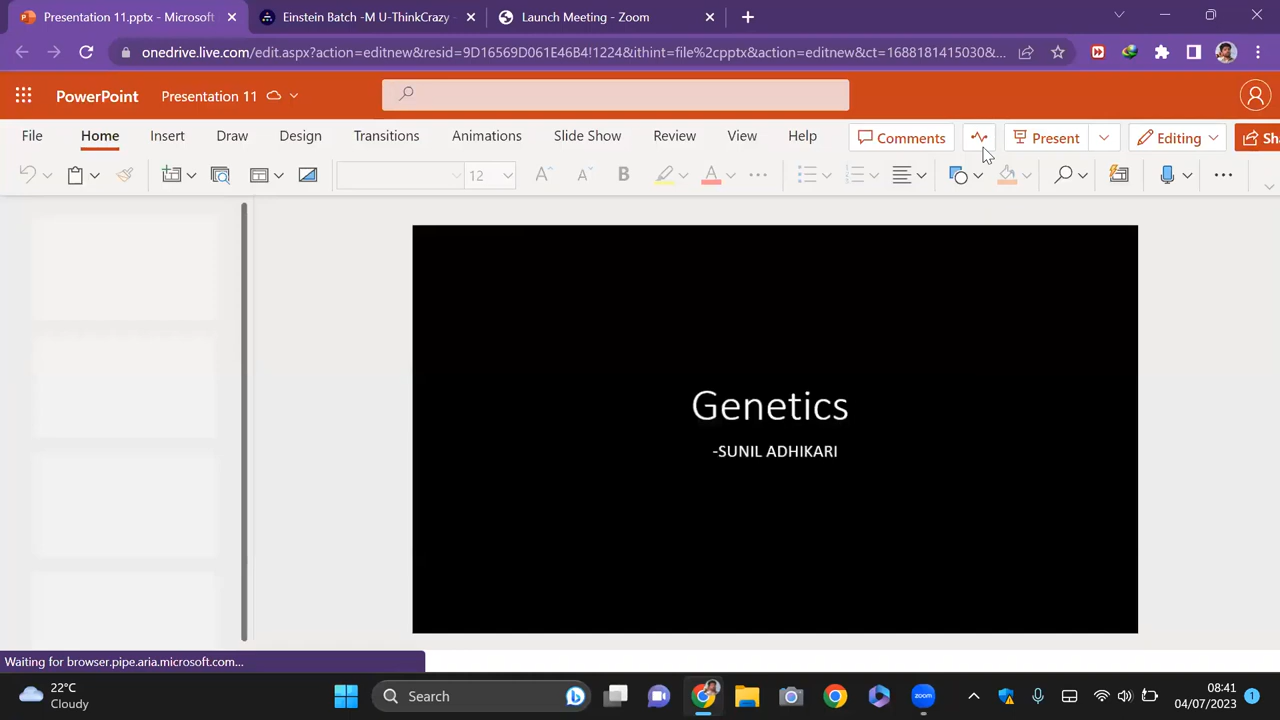 Presentation 11.pptx - Microsoft
Einstein Batch -M U-ThinkCrazy
Launch Meeting - Zoom
onedrive.live.com/edit.aspx?action=editnew&resid=9D16569D061E46B4!1224&ithint=file%2cpptx&action=editnew&ct=1688181415030&...
PowerPoint
Presentation 11
File
Home
Insert
Draw
Design
Transitions
Animations
Slide Show
Review
View
Help
Comments
Present
Editing
Sha
12
B
A
Genetics
-SUNIL ADHIKARI
Waiting for browser.pipe.aria.microsoft.com...
22°C
Cloudy
Search
zoom
08:41
04/07/2023
1